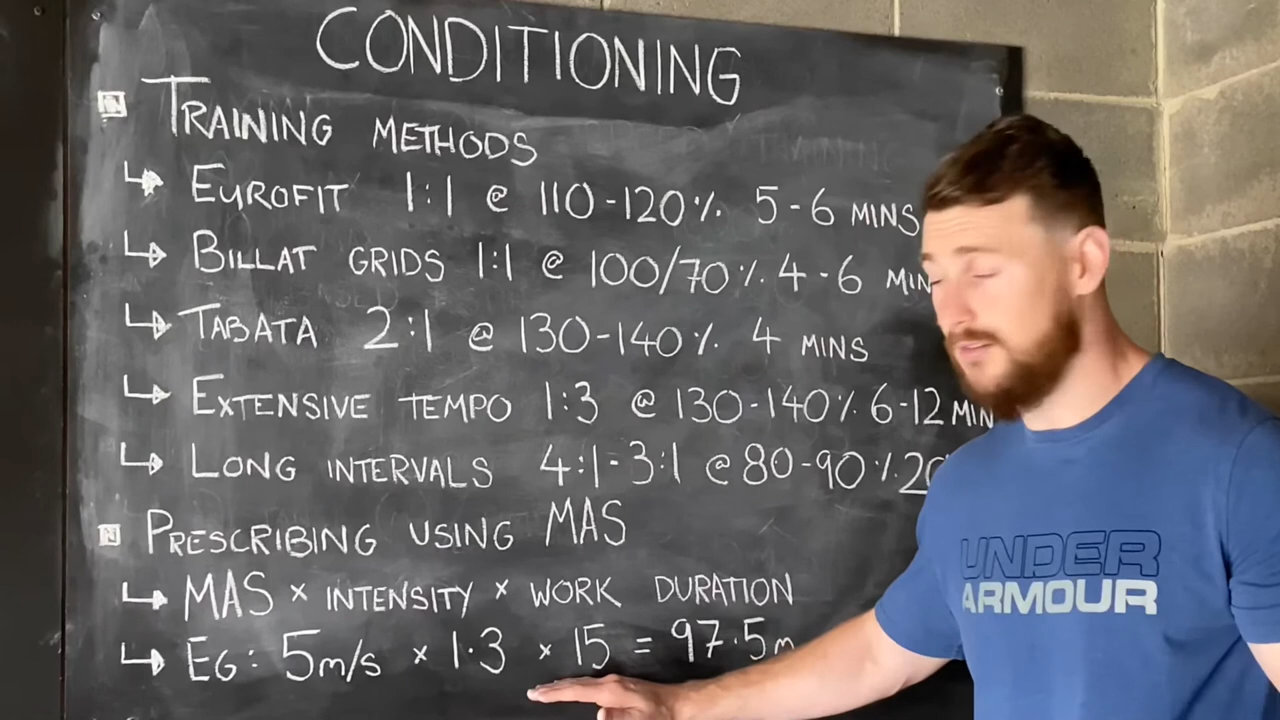 CONDITIONING
TRAINING METHODS
EUROFIT 1:1 @ 110-120% 5-6 MINS
BILLAT GRIDS 1:1 @ 100/70% 4-6 MIN
TABATA 2:1 @ 130-140% 4 MINS
EXTENSIVE TEMPO 1:3 @ 130-140% 6-12 MIN
LONG INTERVALS 4:1-3:1 @ 80-90%
PRESCRIBING USING MAS
MAS × INTENSITY × WORK DURATION
EG: 5m/s × 1.3 × 15 = 97.5m
UNDER
ARMOUR